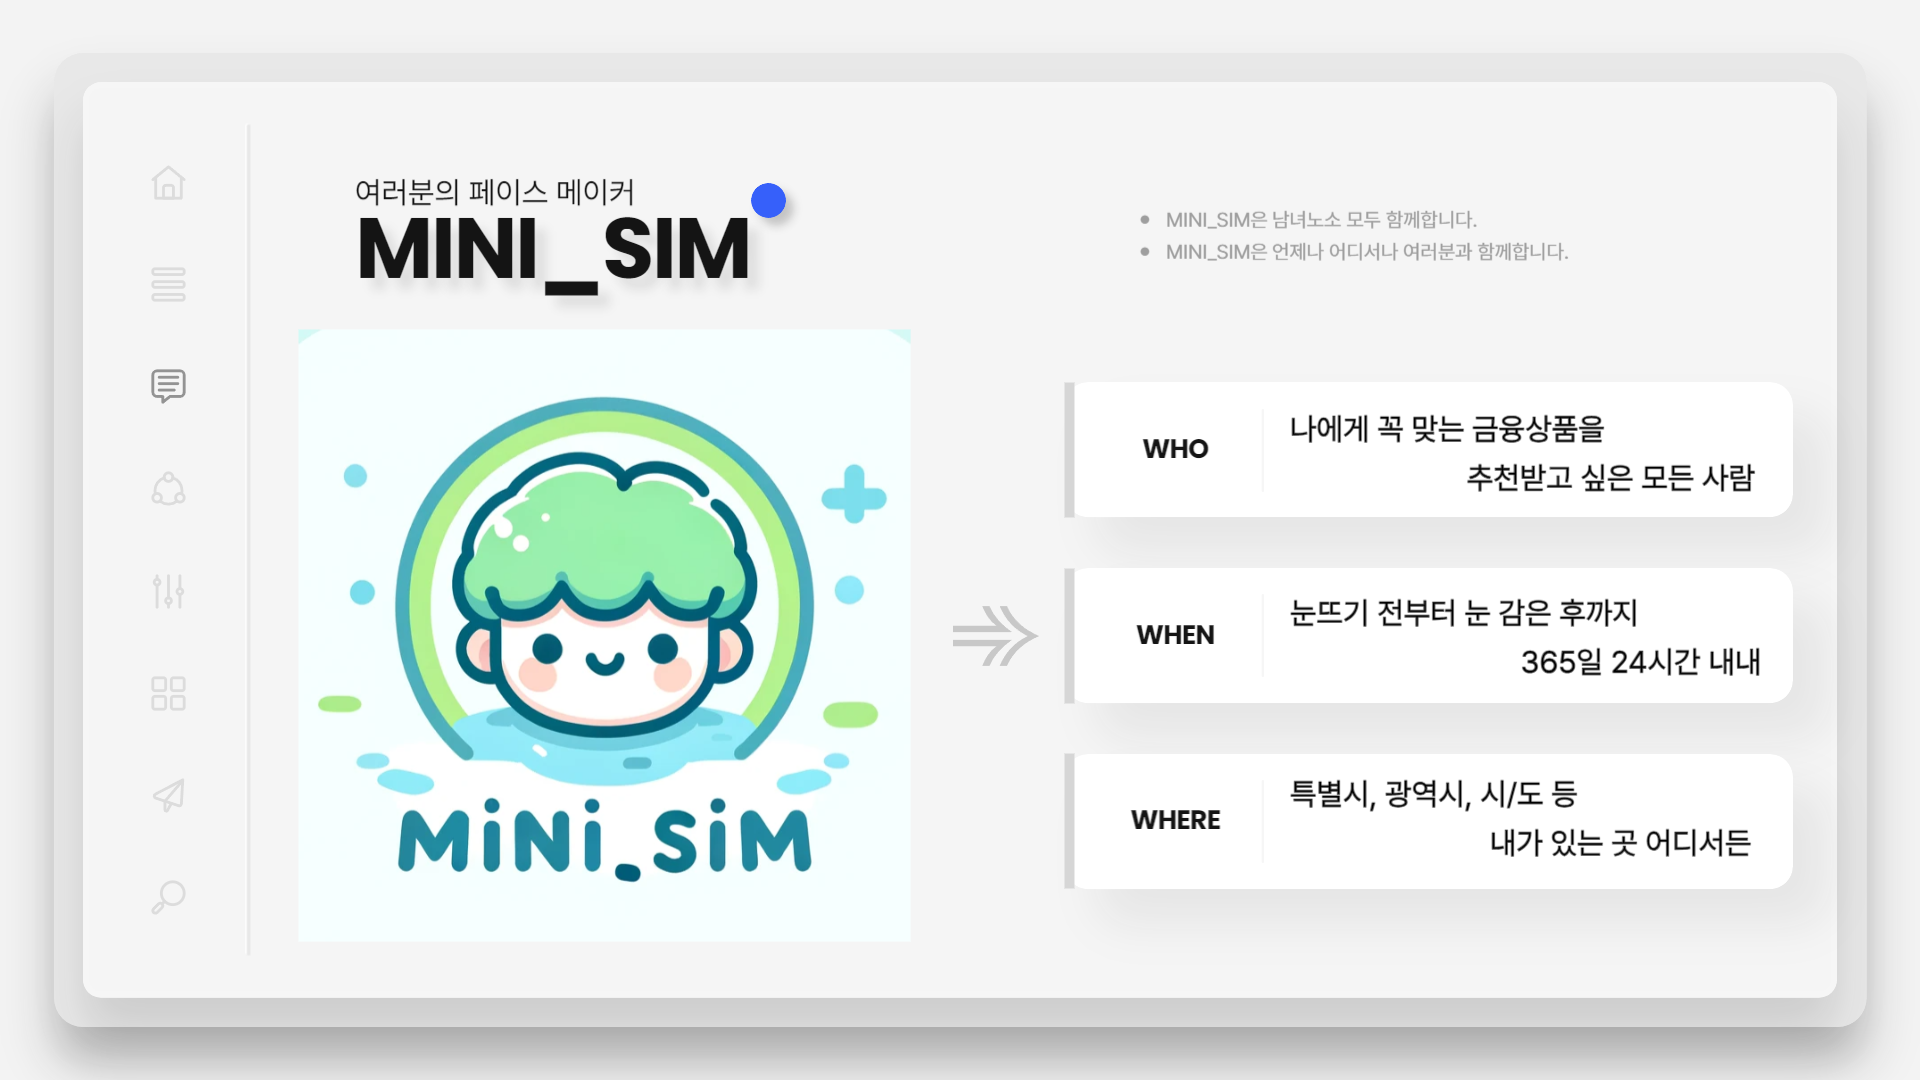 여러분의 페이스 메이커
MINI_SIM
• MINI_SIM은 남녀노소 모두 함께합니다.
• MINI_SIM은 언제나 어디서나 여러분과 함께합니다.
MiNi_SiM
WHO
나에게 꼭 맞는 금융상품을
추천받고 싶은 모든 사람
WHEN
눈뜨기 전부터 눈 감은 후까지
365일 24시간 내내
WHERE
특별시, 광역시, 시/도 등
내가 있는 곳 어디서든